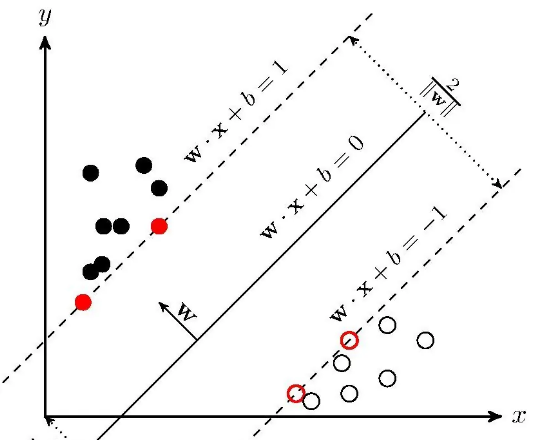 y
w · x + b = 1
2
‖w‖
w · x + b = 0
w · x + b = −1
w
x